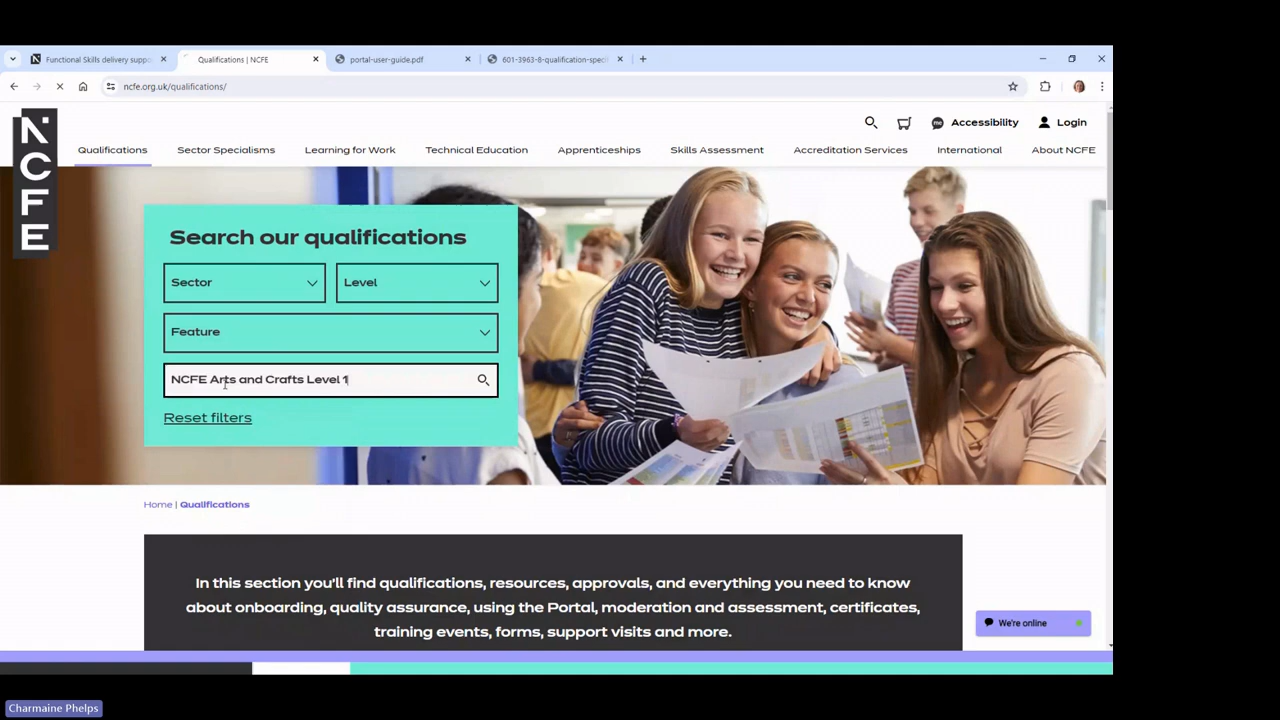 Functional Skills delivery suppo
Qualifications | NCFE
portal-user-guide.pdf
601-3963-8-qualification-specifi
ncfe.org.uk/qualifications/
NCFE
Accessibility
Login
Qualifications
Sector Specialisms
Learning for Work
Technical Education
Apprenticeships
Skills Assessment
Accreditation Services
International
About NCFE
Search our qualifications
Sector
Level
Feature
NCFE Arts and Crafts Level 1
Reset filters
Home | Qualifications
In this section you'll find qualifications, resources, approvals, and everything you need to know
about onboarding, quality assurance, using the Portal, moderation and assessment, certificates,
training events, forms, support visits and more.
We're online
Charmaine Phelps